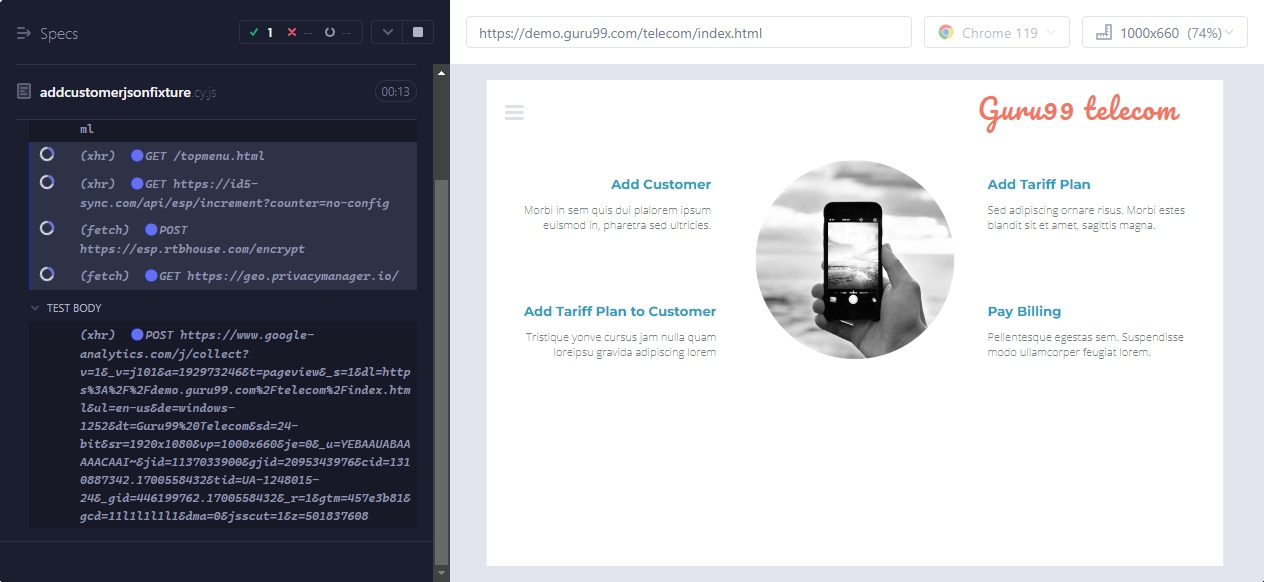 Specs
1 -- --
addcustomerjsonfixture.cy.js 00:13
ml
(xhr) GET /topmenu.html
(xhr) GET https://id5-
sync.com/api/esp/increment?counter=no-config
(fetch) POST
https://esp.rtbhouse.com/encrypt
(fetch) GET https://geo.privacymanager.io/
TEST BODY
(xhr) POST https://www.google-
analytics.com/j/collect?
v=1&_v=j101&a=192973246&t=pageview&_s=1&dl=http
s%3A%2F%2Fdemo.guru99.com%2Ftelecom%2Findex.htm
l&ul=en-us&de=windows-
1252&dt=Guru99%20Telecom&sd=24-
bit&sr=1920x1080&vp=1000x660&je=0&_u=YEBAAUABAA
AAACAAI~&jid=1137033900&gjid=2095343976&cid=131
0887342.1700558432&tid=UA-1248015-
24&_gid=446199762.1700558432&_r=1&gtm=457e3b81&
gcd=11l1l1l1l1&dma=0&jsscut=1&z=501837608
https://demo.guru99.com/telecom/index.html
Chrome 119
1000x660 (74%)
Guru99 telecom
Add Customer
Morbi in sem quis dui plalorem ipsum
euismod in, pharetra sed ultricies.
Add Tariff Plan
Sed adipiscing ornare risus. Morbi estes
blandit sit et amet, sagittis magna.
Add Tariff Plan to Customer
Tristique yonve cursus jam nulla quam
loreipsu gravida adipiscing lorem
Pay Billing
Pellentesque egestas sem. Suspendisse
modo ullamcorper feugiat lorem.